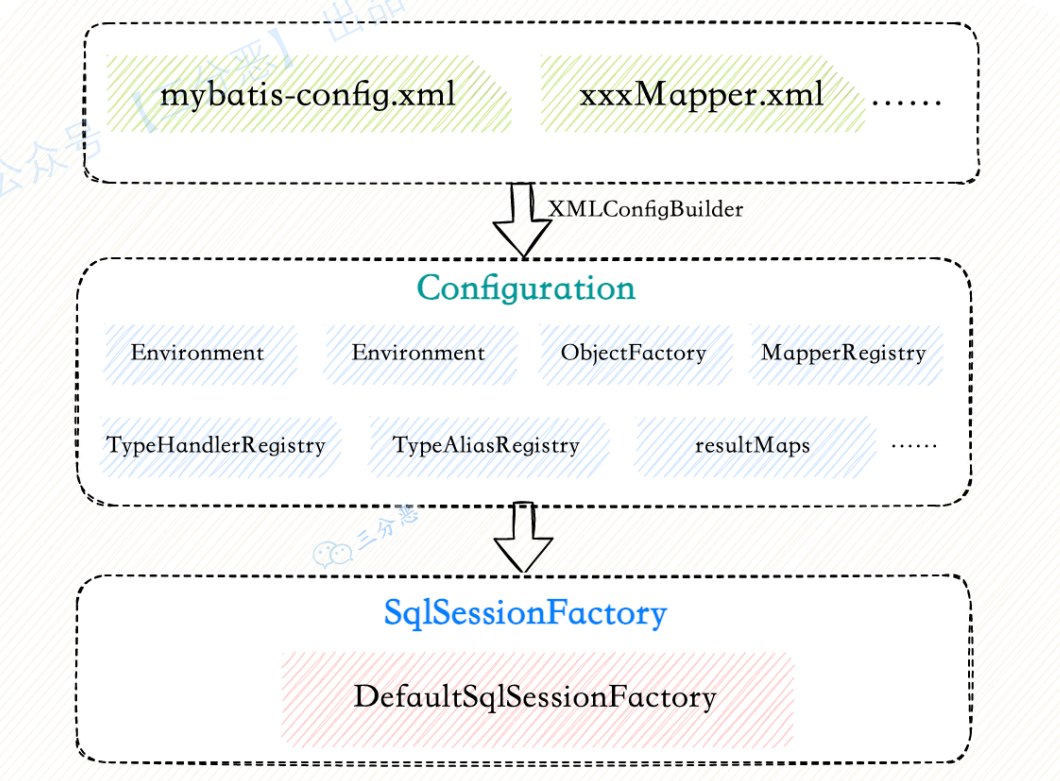 公众号【三分恶】出品
mybatis-config.xml
xxxMapper.xml
……
XMLConfigBuilder
Configuration
Environment
Environment
ObjectFactory
MapperRegistry
TypeHandlerRegistry
TypeAliasRegistry
resultMaps
……
三分恶
SqlSessionFactory
DefaultSqlSessionFactory